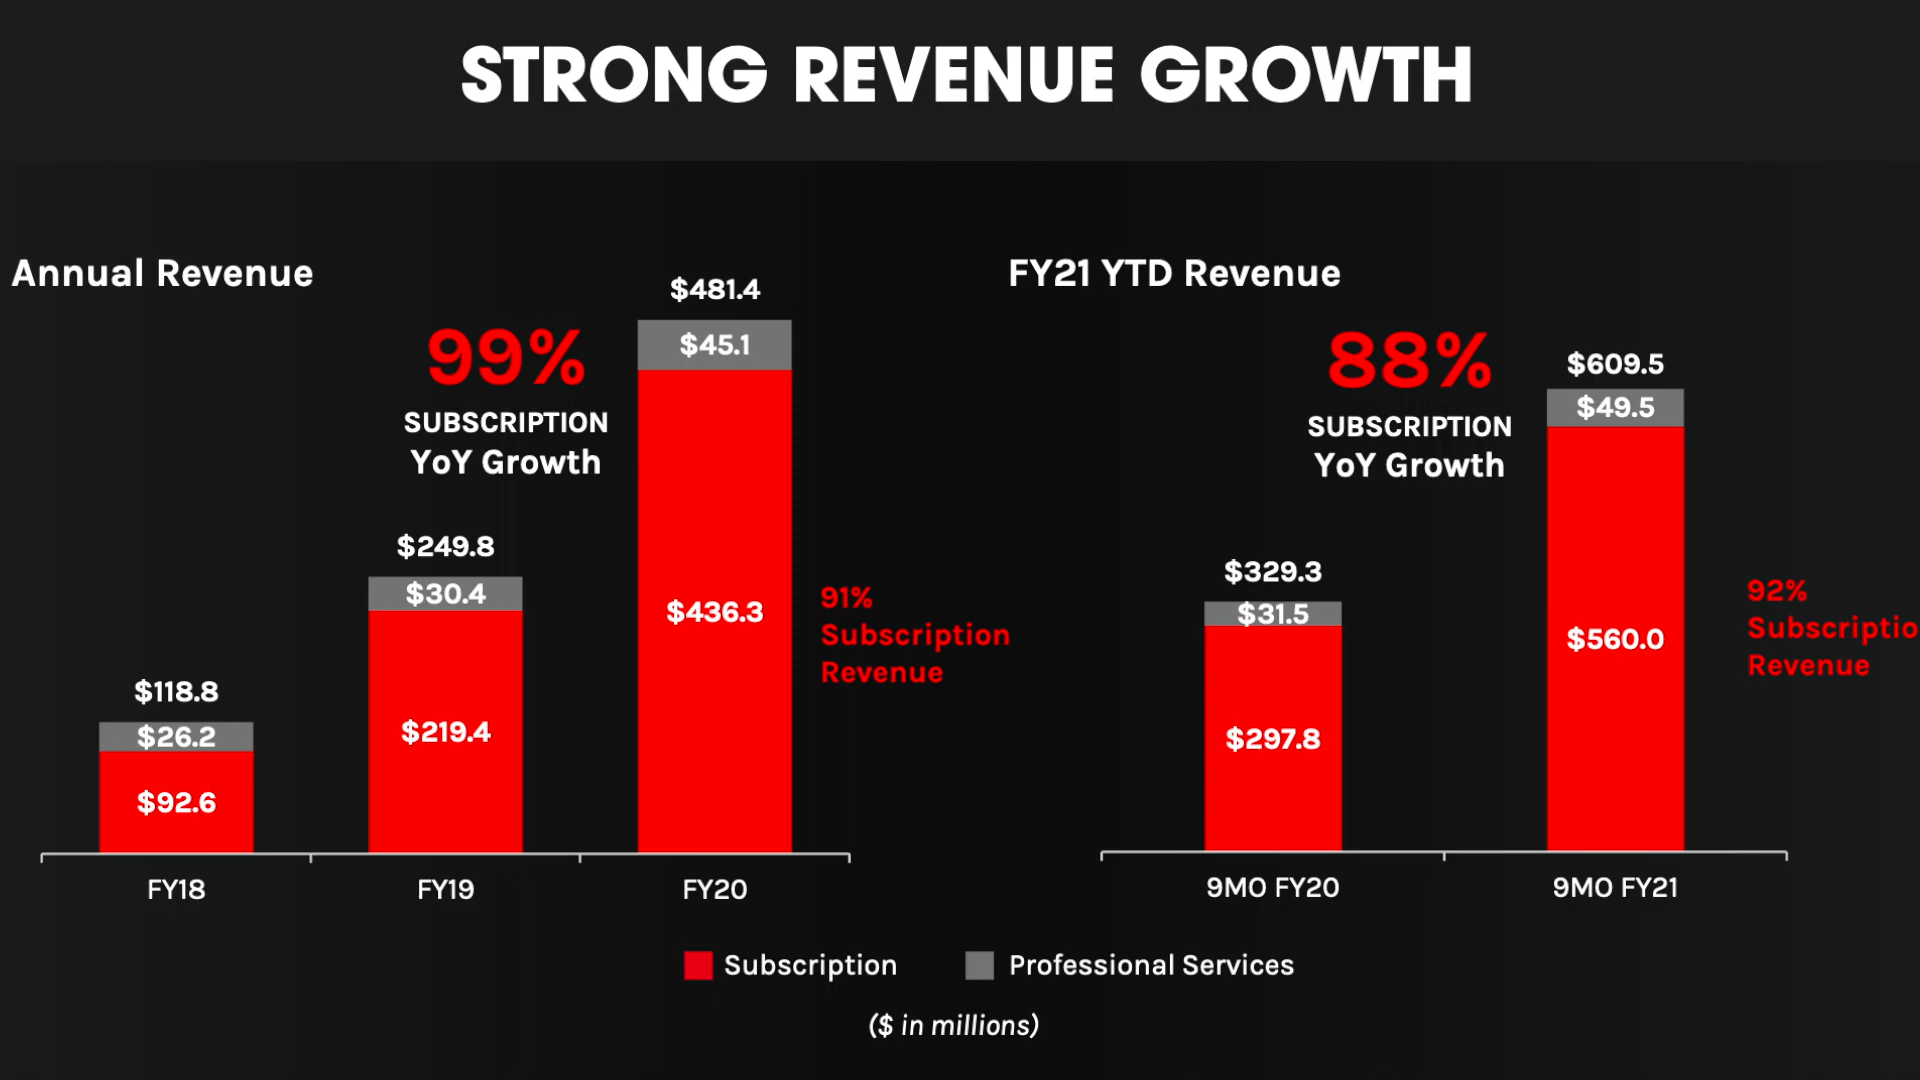 STRONG REVENUE GROWTH
Annual Revenue
$481.4
$45.1
99%
SUBSCRIPTION
YoY Growth
$249.8
$30.4
$436.3
91%
Subscription
Revenue
$118.8
$26.2
$219.4
$92.6
FY18
FY19
FY20
FY21 YTD Revenue
88%
SUBSCRIPTION
YoY Growth
$609.5
$49.5
$329.3
$31.5
$560.0
92%
Subscriptio
Revenue
$297.8
9MO FY20
9MO FY21
Subscription
Professional Services
($ in millions)